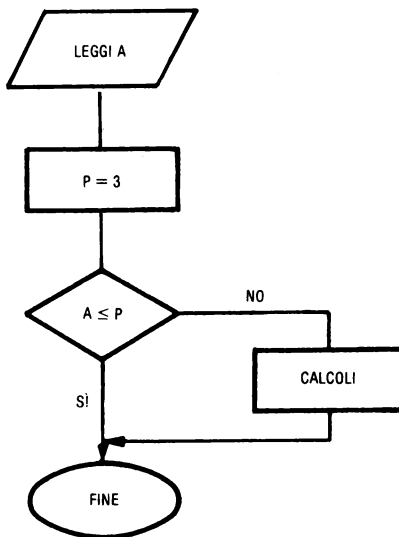 LEGGI A
P = 3
A ≤ P
NO
CALCOLI
SÌ
FINE